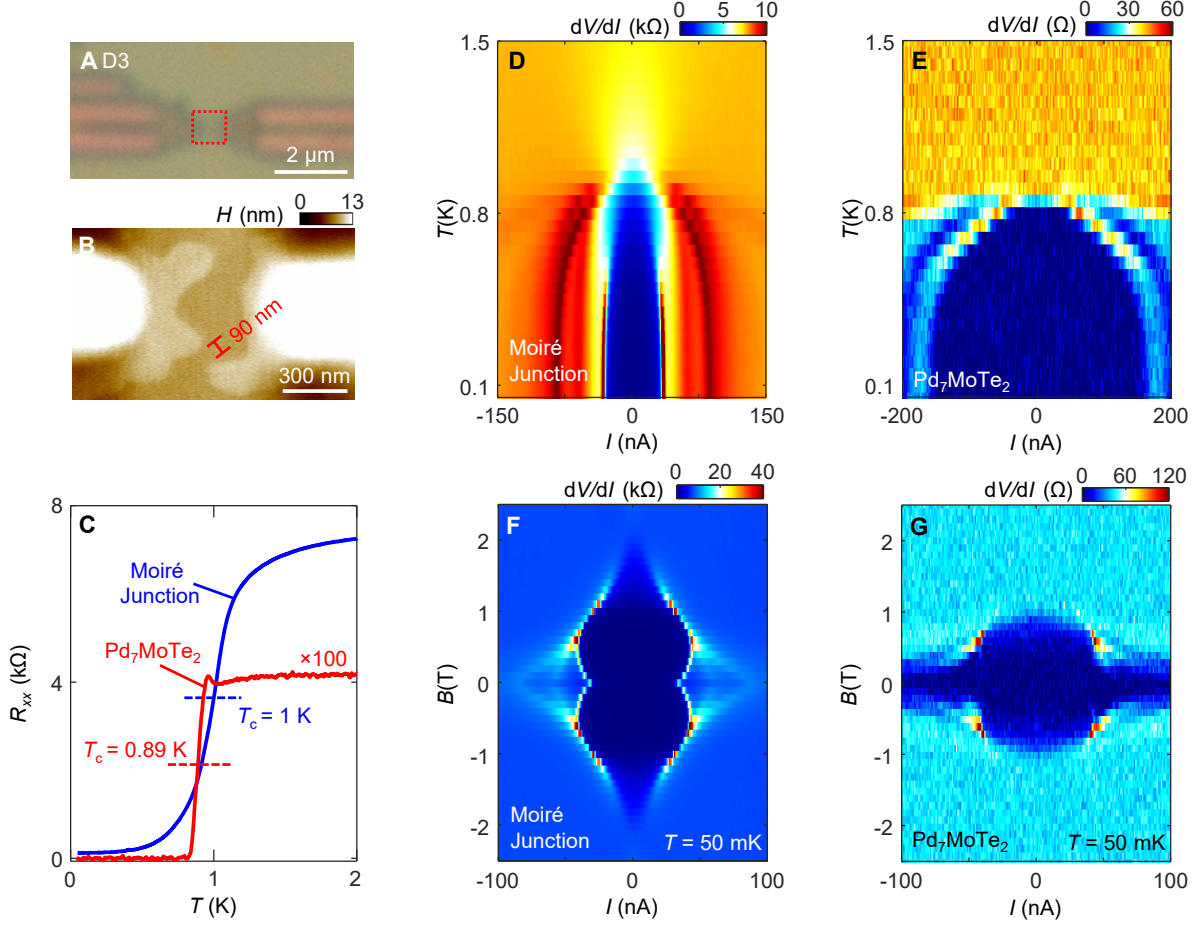 A D3
2 µm
H (nm) 0 13
B
90 nm
300 nm
C
8
4
0
R_xx (kΩ)
Moiré
Junction
Pd₇MoTe₂
×100
T_c = 1 K
T_c = 0.89 K
0 1 2
T (K)
dV/dI (kΩ) 0 5 10
D
1.5
0.8
0.1
T(K)
Moiré
Junction
-150 0 150
I (nA)
dV/dI (Ω) 0 30 60
E
1.5
0.8
0.1
T(K)
Pd₇MoTe₂
-200 0 200
I (nA)
dV/dI (kΩ) 0 20 40
F
2
1
0
-1
-2
B(T)
Moiré
Junction
T = 50 mK
-100 0 100
I (nA)
dV/dI (Ω) 0 60 120
G
2
1
0
-1
-2
B(T)
Pd₇MoTe₂
T = 50 mK
-100 0 100
I (nA)